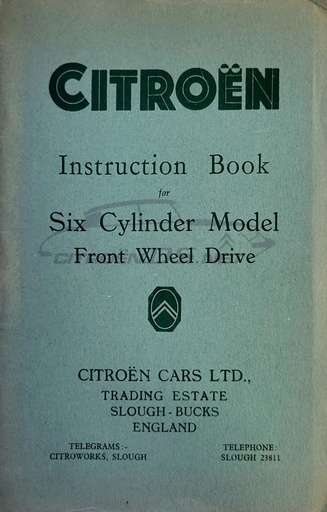 CITROËN
Instruction Book
for
Six Cylinder Model
Front Wheel Drive
CITROËN CARS LTD.,
TRADING ESTATE
SLOUGH - BUCKS
ENGLAND
TELEGRAMS :-
CITROWORKS, SLOUGH
TELEPHONE:
SLOUGH 23811